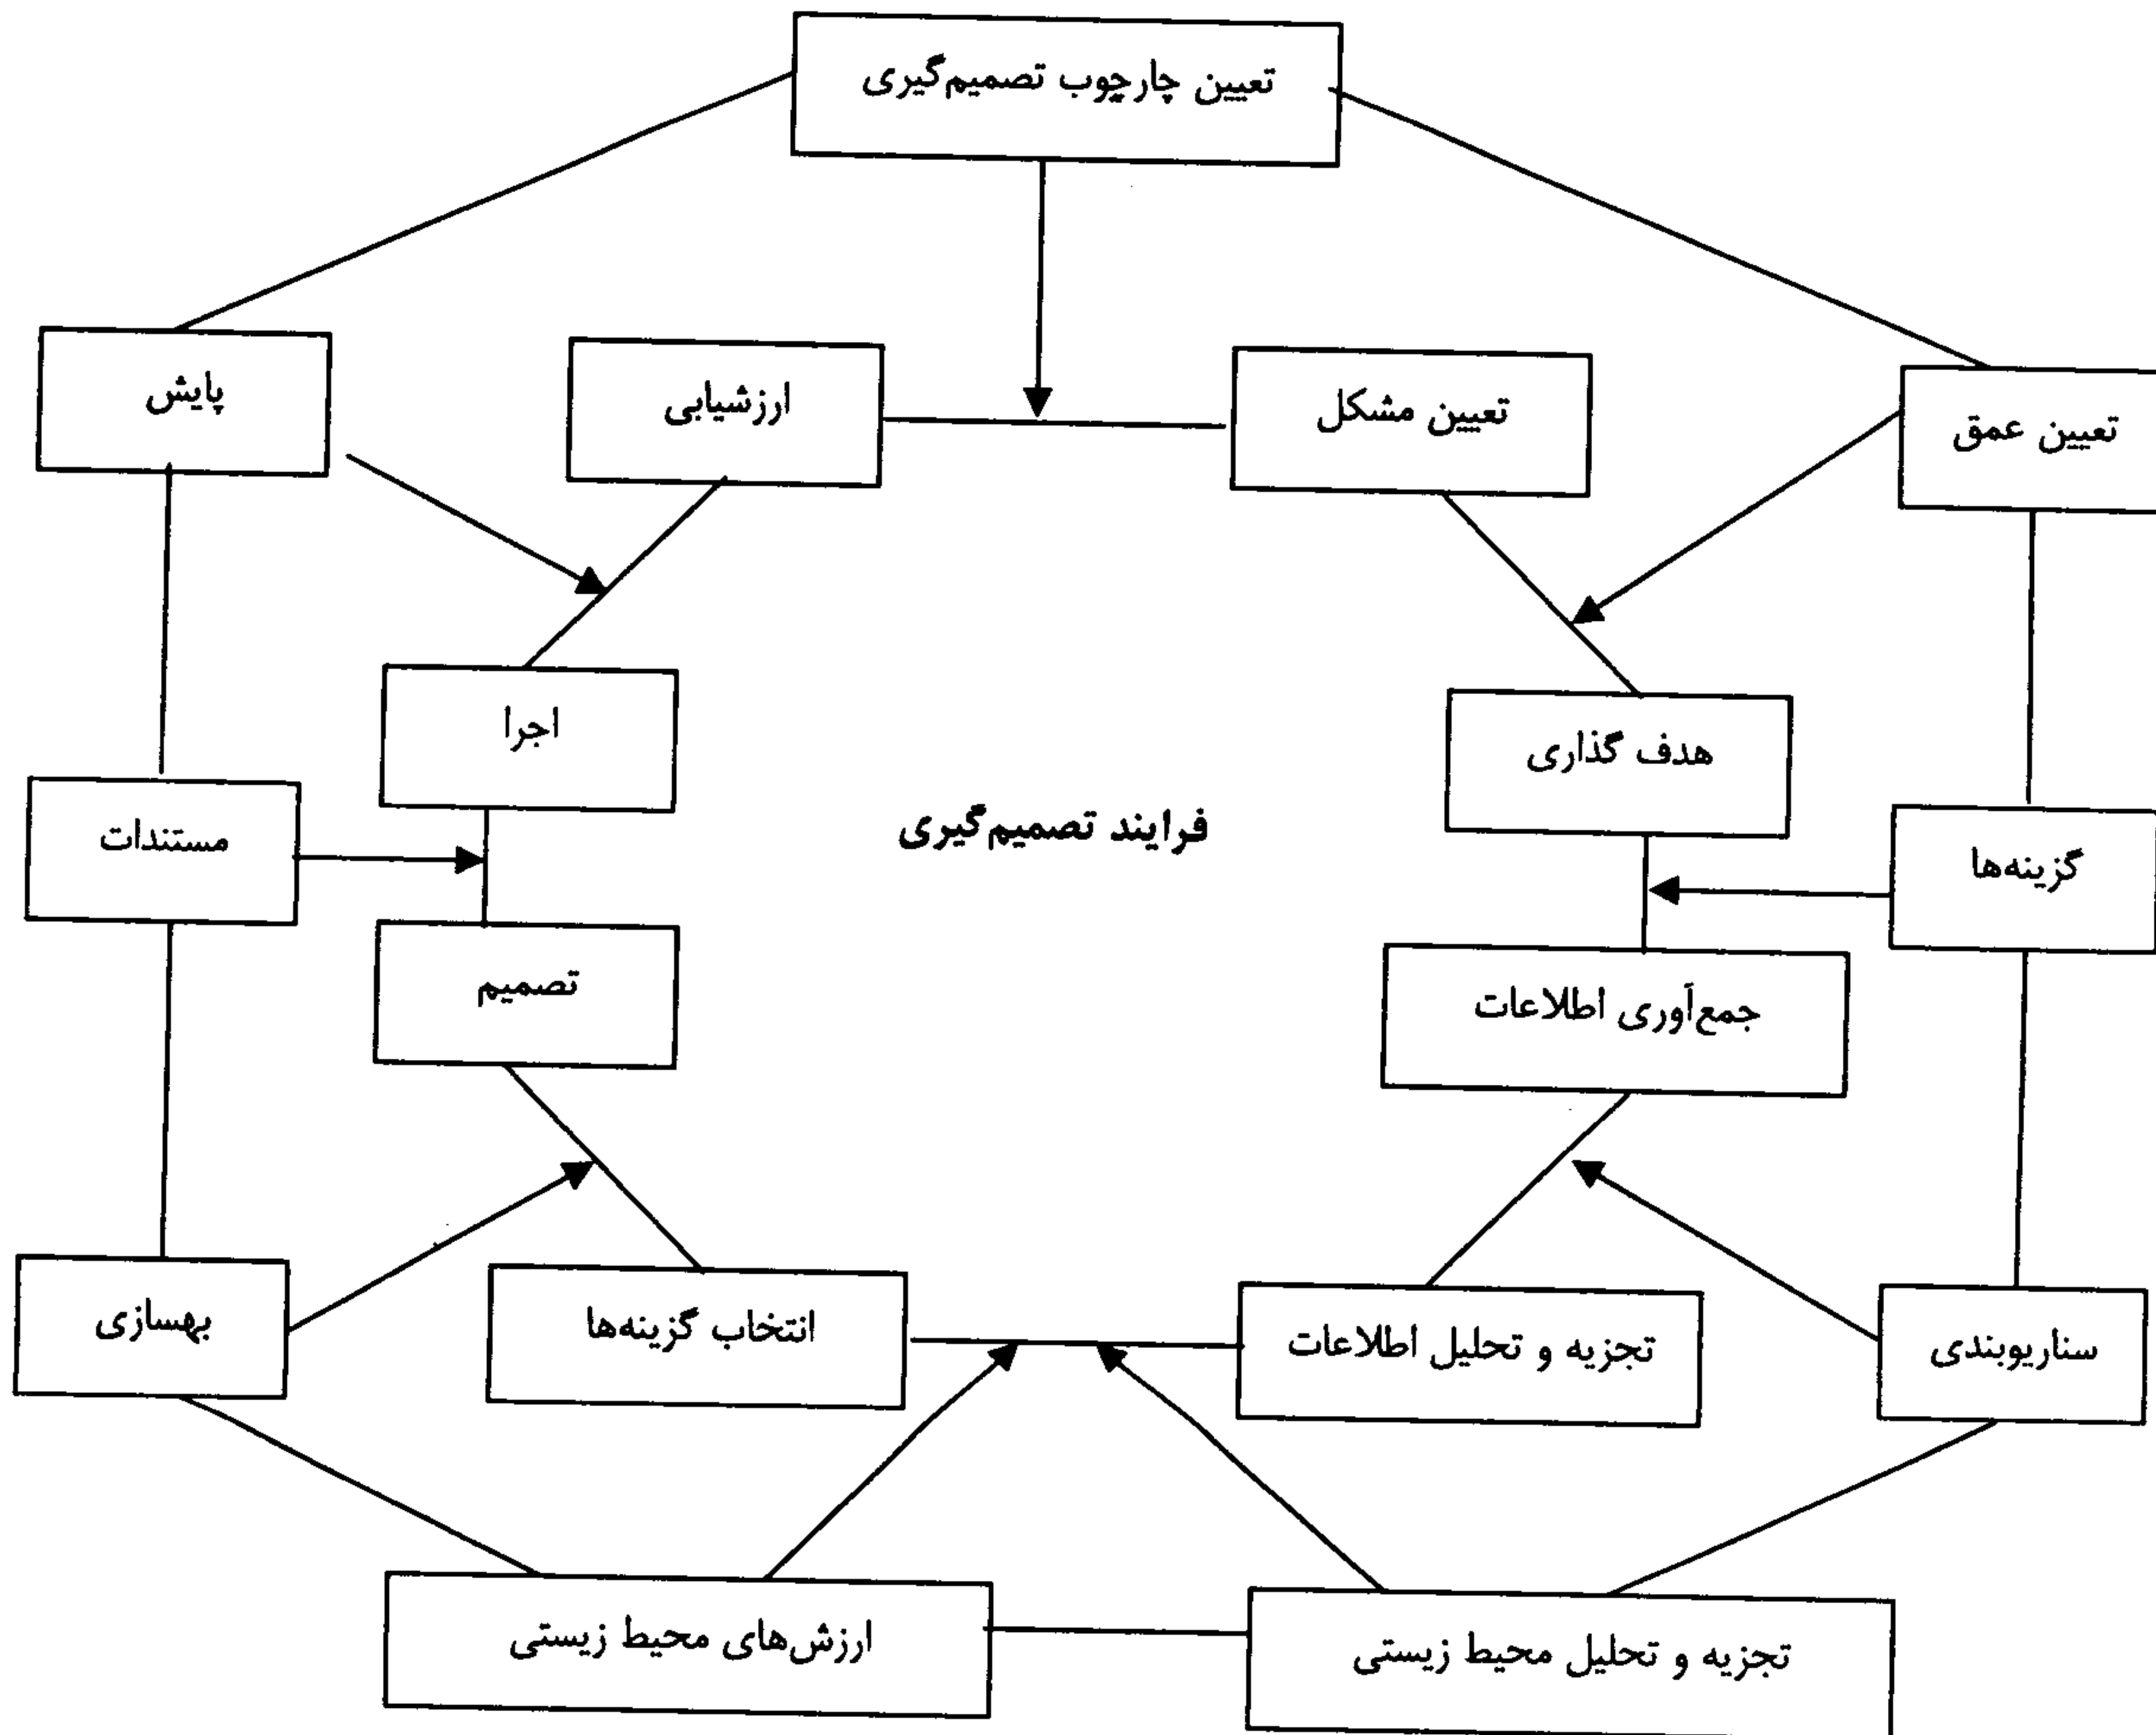 تعیین چارچوب تصمیم‌گیری
تعیین عمق
تعیین مشکل
ارزشیابی
پایش
هدف گذاری
اجرا
فرایند تصمیم‌گیری
گزینه‌ها
مستندات
جمع‌آوری اطلاعات
تصمیم
سناریوبندی
تجزیه و تحلیل اطلاعات
انتخاب گزینه‌ها
بهسازی
تجزیه و تحلیل محیط زیستی
ارزش‌های محیط زیستی